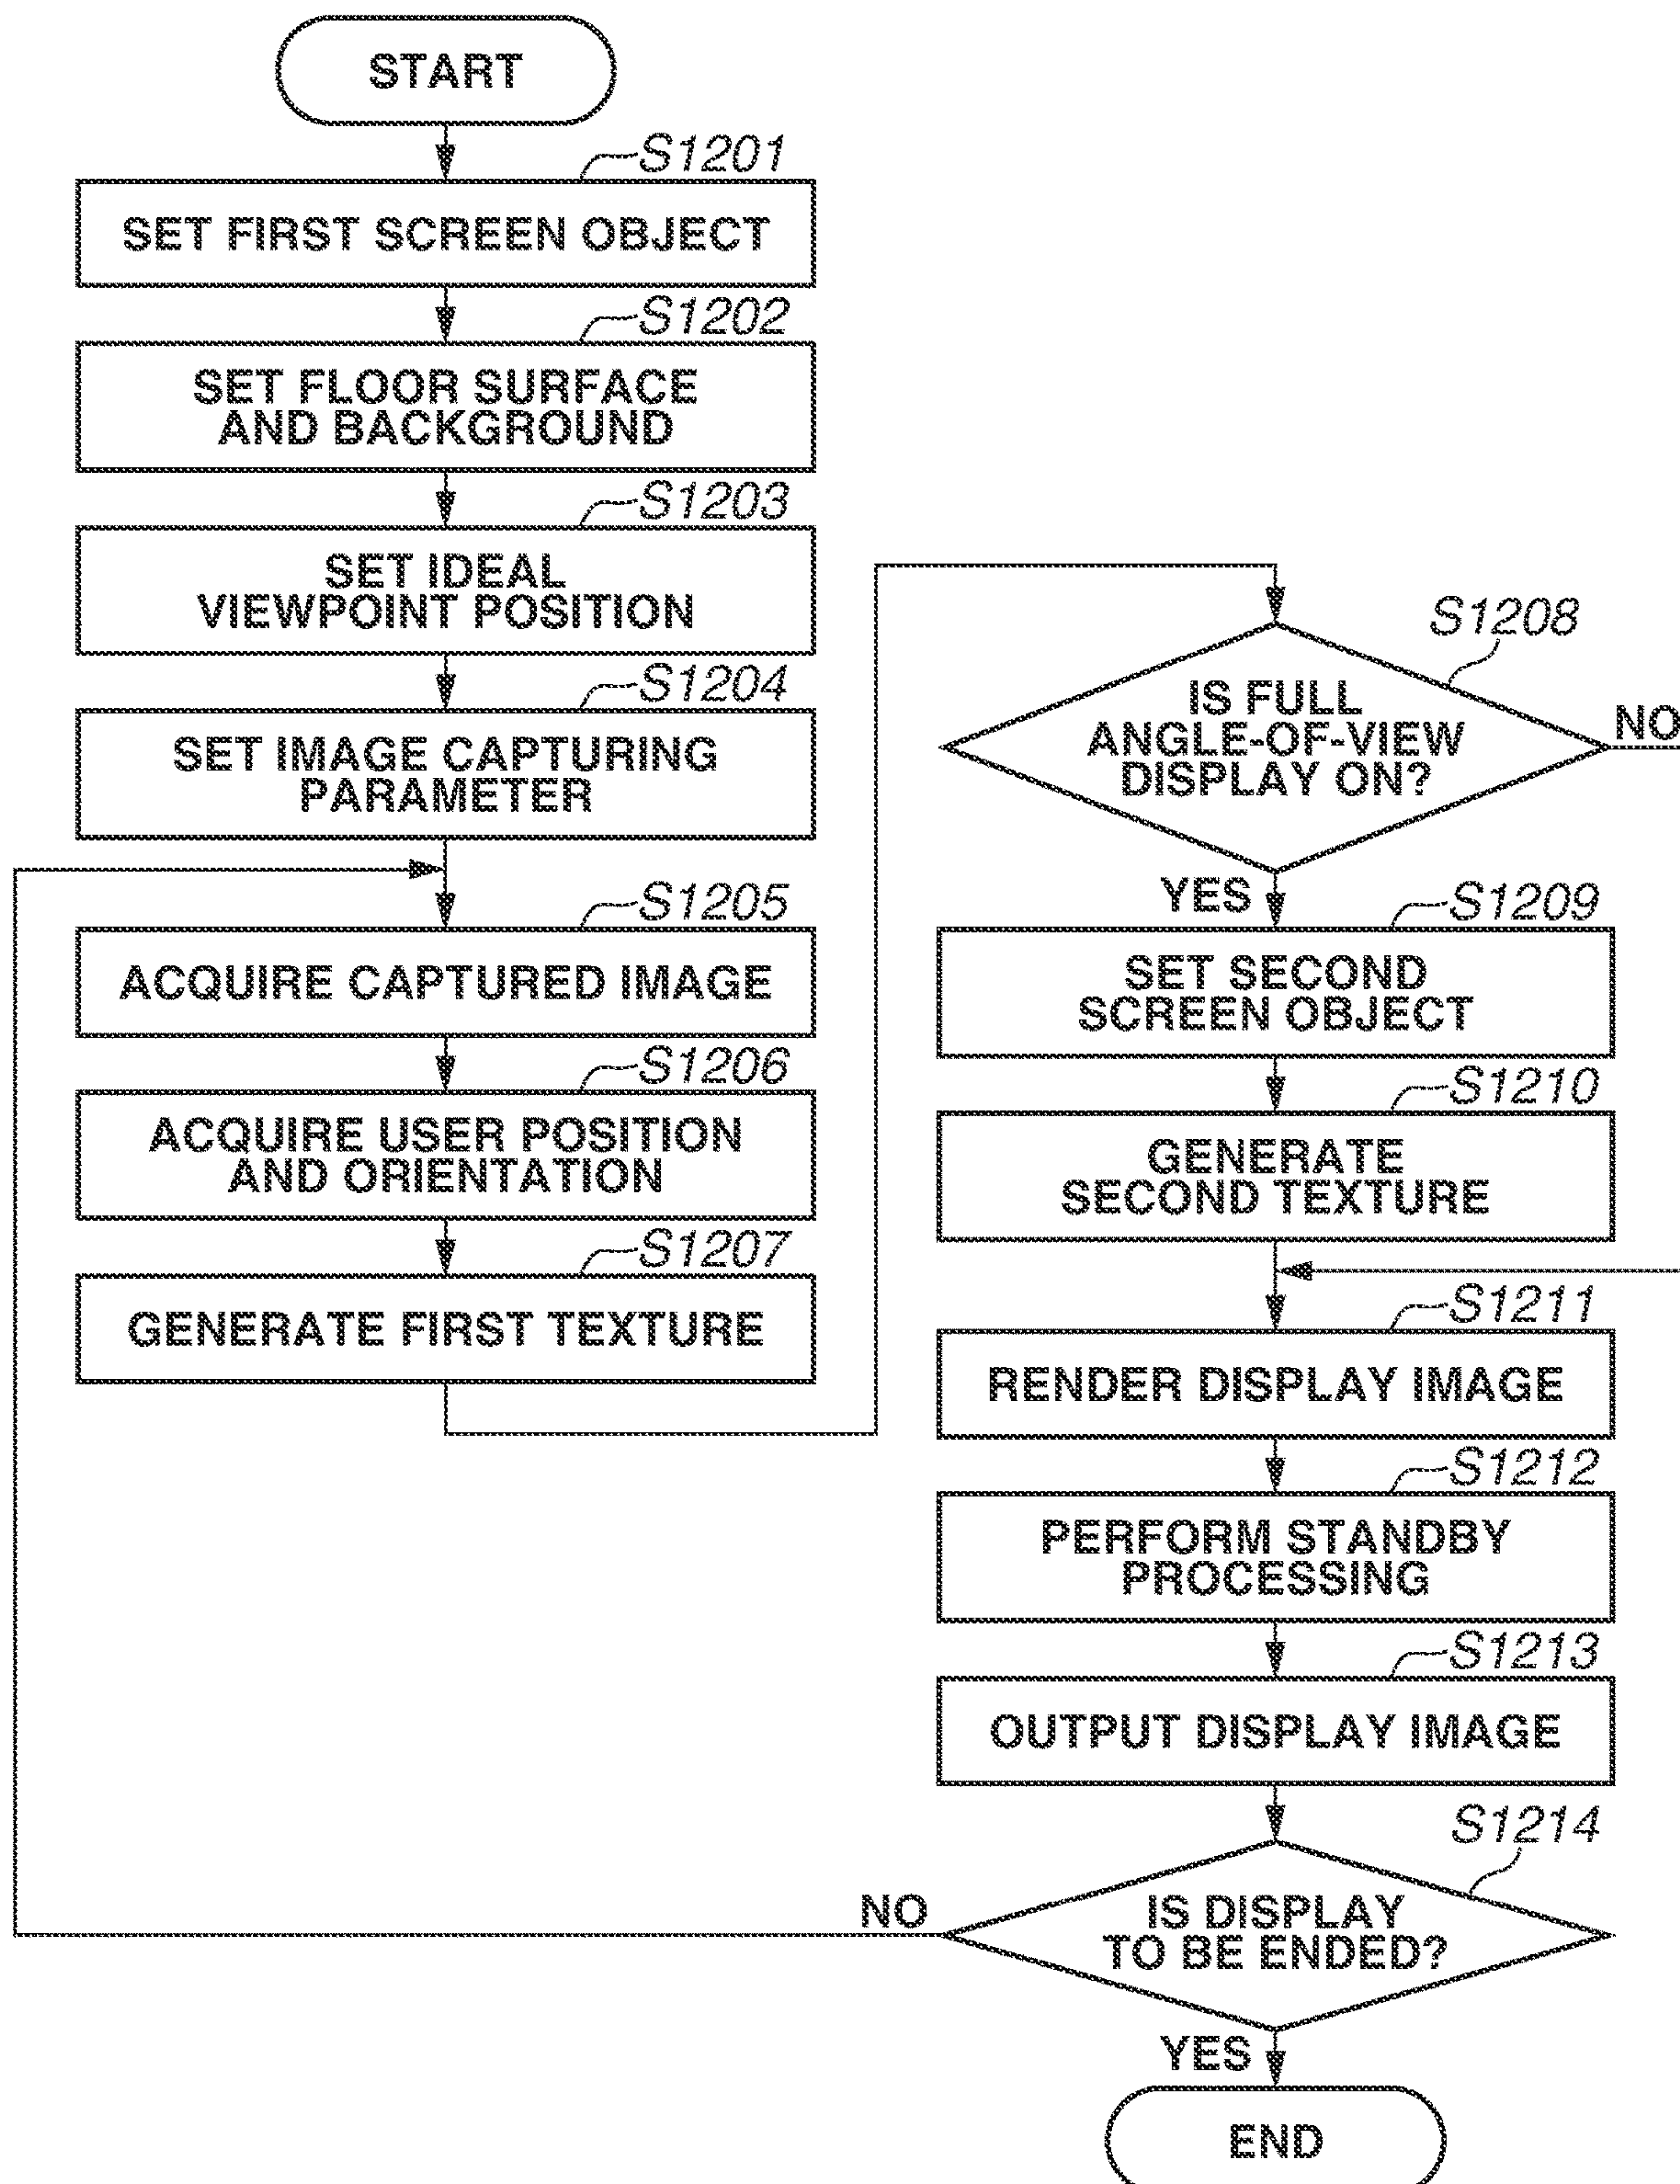 START
S1201
SET FIRST SCREEN OBJECT
S1202
SET FLOOR SURFACE
AND BACKGROUND
S1203
SET IDEAL
VIEWPOINT POSITION
S1204
SET IMAGE CAPTURING
PARAMETER
S1205
ACQUIRE CAPTURED IMAGE
S1206
ACQUIRE USER POSITION
AND ORIENTATION
S1207
GENERATE FIRST TEXTURE
S1208
IS FULL
ANGLE-OF-VIEW
DISPLAY ON?
NO
YES
S1209
SET SECOND
SCREEN OBJECT
S1210
GENERATE
SECOND TEXTURE
S1211
RENDER DISPLAY IMAGE
S1212
PERFORM STANDBY
PROCESSING
S1213
OUTPUT DISPLAY IMAGE
S1214
IS DISPLAY
TO BE ENDED?
NO
YES
END